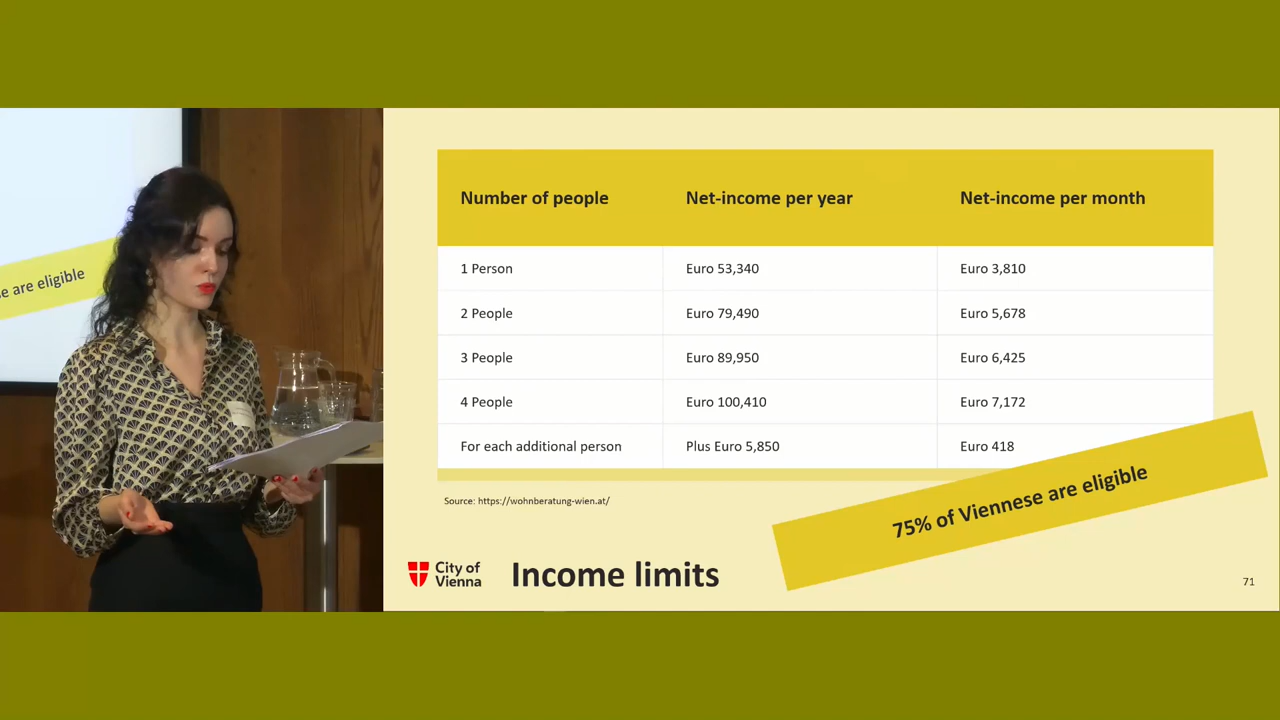 e are eligible
Number of people Net-income per year Net-income per month
1 Person Euro 53,340 Euro 3,810
2 People Euro 79,490 Euro 5,678
3 People Euro 89,950 Euro 6,425
4 People Euro 100,410 Euro 7,172
For each additional person Plus Euro 5,850 Euro 418
Source: https://wohnberatung-wien.at/
75% of Viennese are eligible
City of
Vienna
Income limits
71